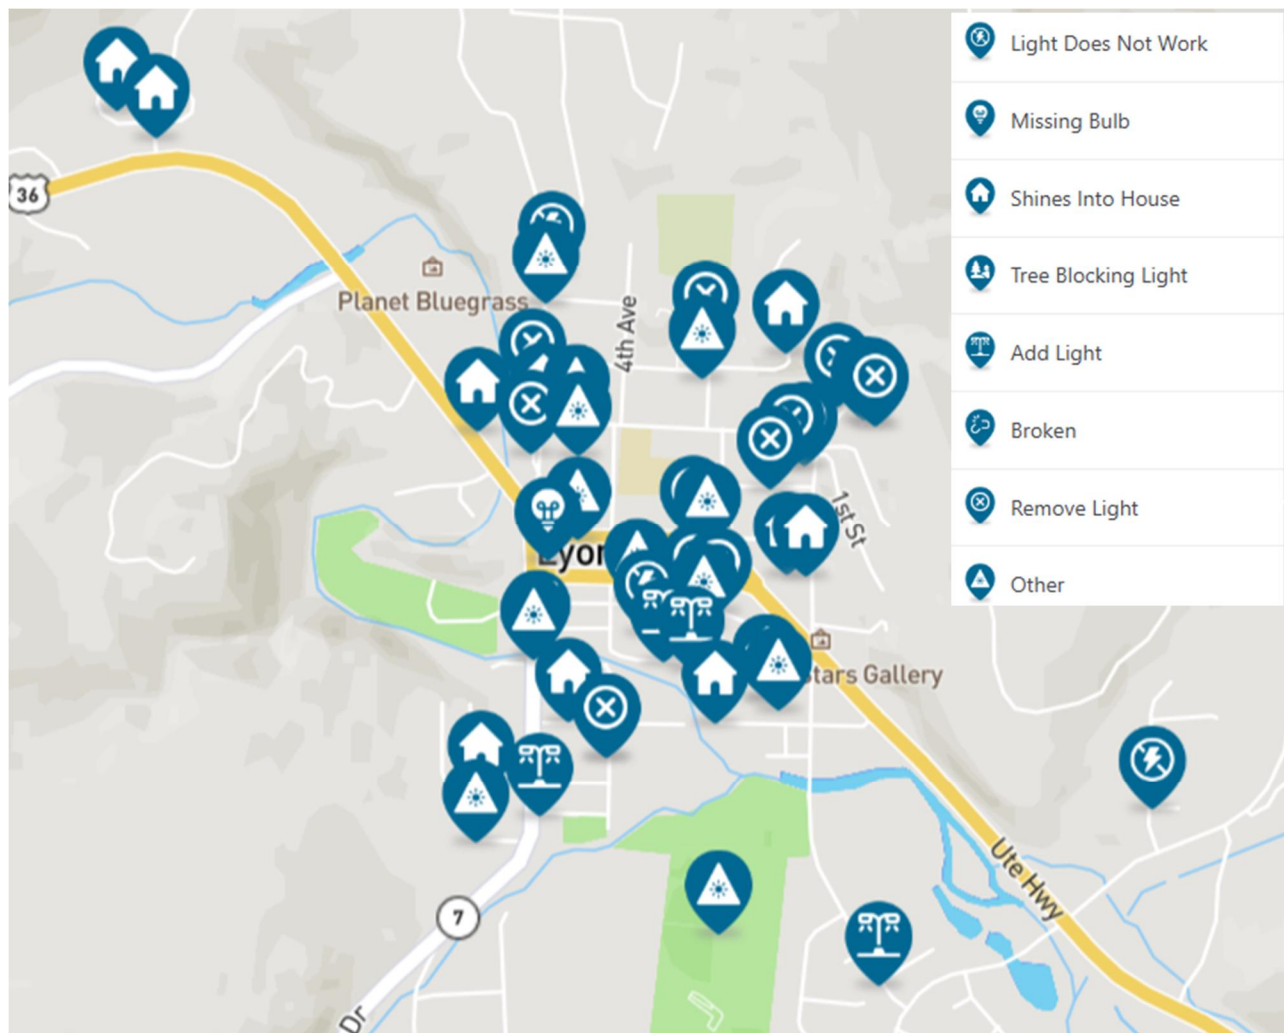 Light Does Not Work
Missing Bulb
Shines Into House
Tree Blocking Light
Add Light
Broken
Remove Light
Other
36
Planet Bluegrass
4th Ave
1st St
Gallery
Ute Hwy
7
Dr